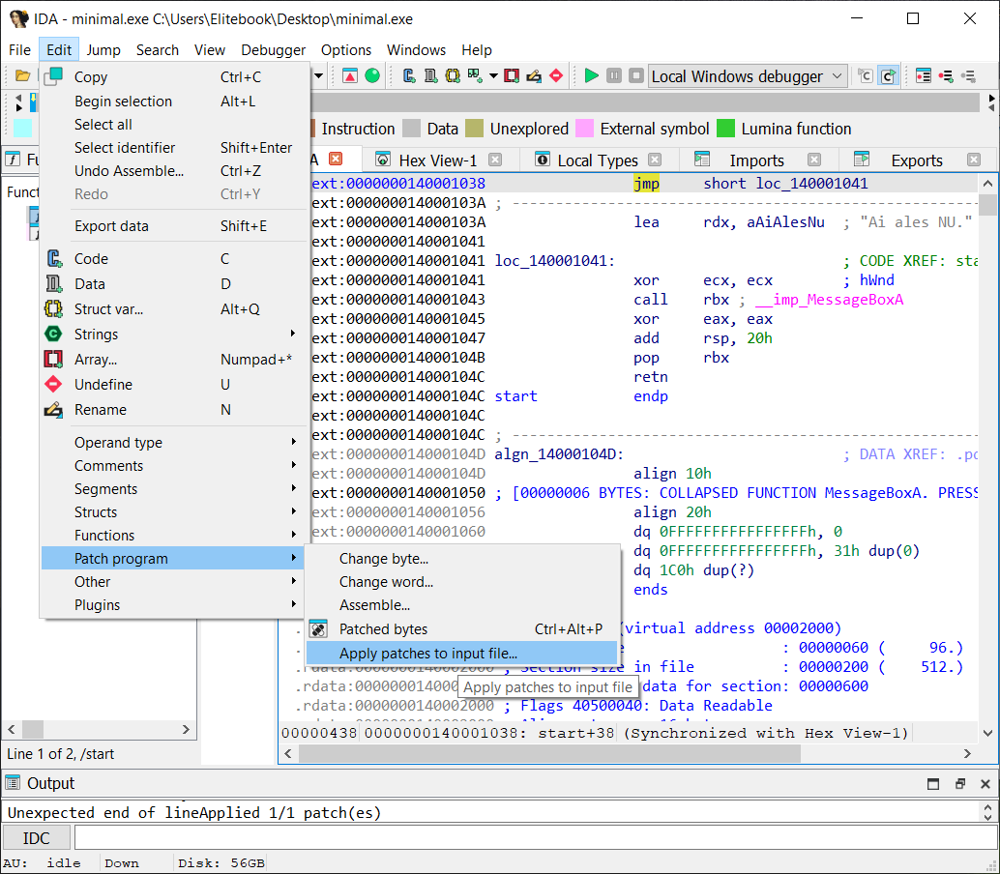 IDA - minimal.exe C:\Users\Elitebook\Desktop\minimal.exe
File Edit Jump Search View Debugger Options Windows Help
Local Windows debugger
Instruction Data Unexplored External symbol Lumina function
Hex View-1 Local Types Imports Exports
Copy Ctrl+C
Begin selection Alt+L
Select all
Select identifier Shift+Enter
Undo Assemble... Ctrl+Z
Redo Ctrl+Y
Export data Shift+E
Code C
Data D
Struct var... Alt+Q
Strings
Array... Numpad+*
Undefine U
Rename N
Operand type
Comments
Segments
Structs
Functions
Patch program
Other
Plugins
Change byte...
Change word...
Assemble...
Patched bytes Ctrl+Alt+P
Apply patches to input file...
Apply patches to input file
Funct
ext:0000000140001038 jmp short loc_140001041
ext:000000014000103A ; ---------------------------------------------------------
ext:000000014000103A lea rdx, aAiAlesNu ; "Ai ales NU."
ext:0000000140001041
ext:0000000140001041 loc_140001041: ; CODE XREF: sta
ext:0000000140001041 xor ecx, ecx ; hWnd
ext:0000000140001043 call rbx ; __imp_MessageBoxA
ext:0000000140001045 xor eax, eax
ext:0000000140001047 add rsp, 20h
ext:000000014000104B pop rbx
ext:000000014000104C retn
ext:000000014000104C start endp
ext:000000014000104C
ext:000000014000104C ; ---------------------------------------------------------
ext:000000014000104D algn_14000104D: ; DATA XREF: .po
ext:000000014000104D align 10h
ext:0000000140001050 ; [00000006 BYTES: COLLAPSED FUNCTION MessageBoxA. PRESS
ext:0000000140001056 align 20h
ext:0000000140001060 dq 0FFFFFFFFFFFFFFFFh, 0
dq 0FFFFFFFFFFFFFFFFh, 31h dup(0)
dq 1C0h dup(?)
ends
(virtual address 00002000)
: 00000060 ( 96.)
.rdata:0000000140002000 ; Section size in file : 00000200 ( 512.)
.rdata:00000001400020 data for section: 00000600
.rdata:0000000140002000 ; Flags 40500040: Data Readable
00000438 0000000140001038: start+38 (Synchronized with Hex View-1)
Line 1 of 2, /start
Output
Unexpected end of lineApplied 1/1 patch(es)
IDC
AU: idle Down Disk: 56GB